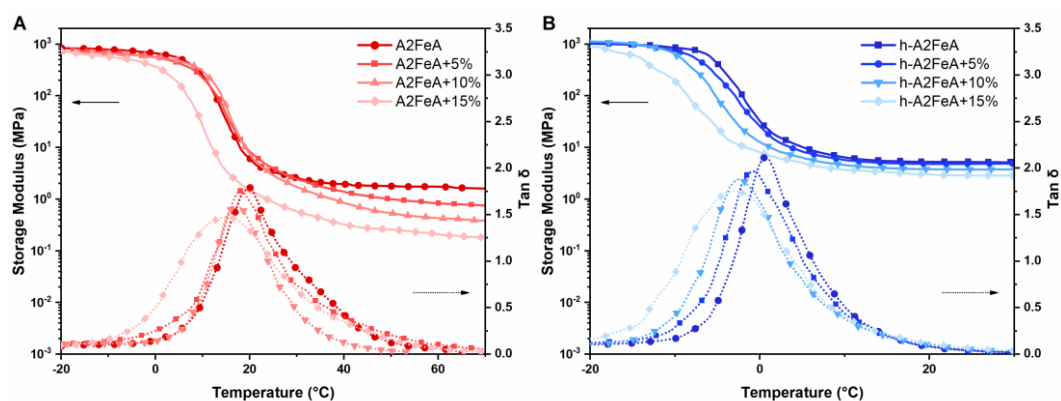 A
Storage Modulus (MPa)
10³
10²
10¹
10⁰
10⁻¹
10⁻²
10⁻³
A2FeA
A2FeA+5%
A2FeA+10%
A2FeA+15%
3.5
3.0
2.5
2.0
1.5
1.0
0.5
0.0
Tan δ
-20 0 20 40 60
Temperature (°C)
B
Storage Modulus (MPa)
10³
10²
10¹
10⁰
10⁻¹
10⁻²
10⁻³
h-A2FeA
h-A2FeA+5%
h-A2FeA+10%
h-A2FeA+15%
3.5
3.0
2.5
2.0
1.5
1.0
0.5
0.0
Tan δ
-20 0 20
Temperature (°C)